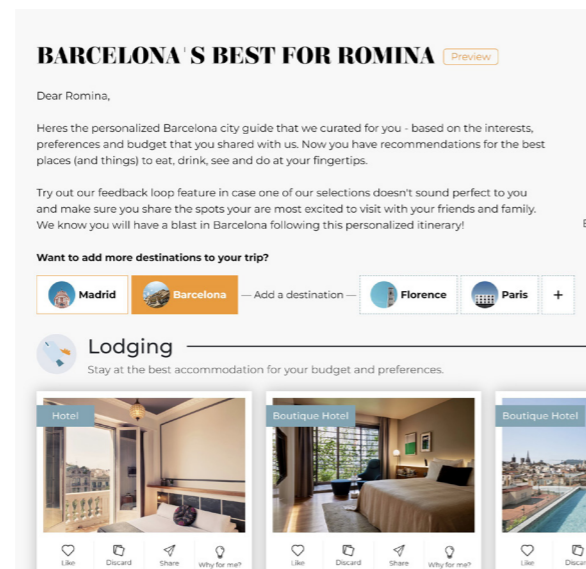 BARCELONA'S BEST FOR ROMINA Preview
Dear Romina,
Heres the personalized Barcelona city guide that we curated for you - based on the interests,
preferences and budget that you shared with us. Now you have recommendations for the best
places (and things) to eat, drink, see and do at your fingertips.
Try out our feedback loop feature in case one of our selections doesn't sound perfect to you
and make sure you share the spots your are most excited to visit with your friends and family.
We know you will have a blast in Barcelona following this personalized itinerary!
Want to add more destinations to your trip?
Madrid Barcelona — Add a destination — Florence Paris +
Lodging
Stay at the best accommodation for your budget and preferences.
Hotel Boutique Hotel Boutique Hotel
Like Discard Share Why for me? Like Discard Share Why for me? Like